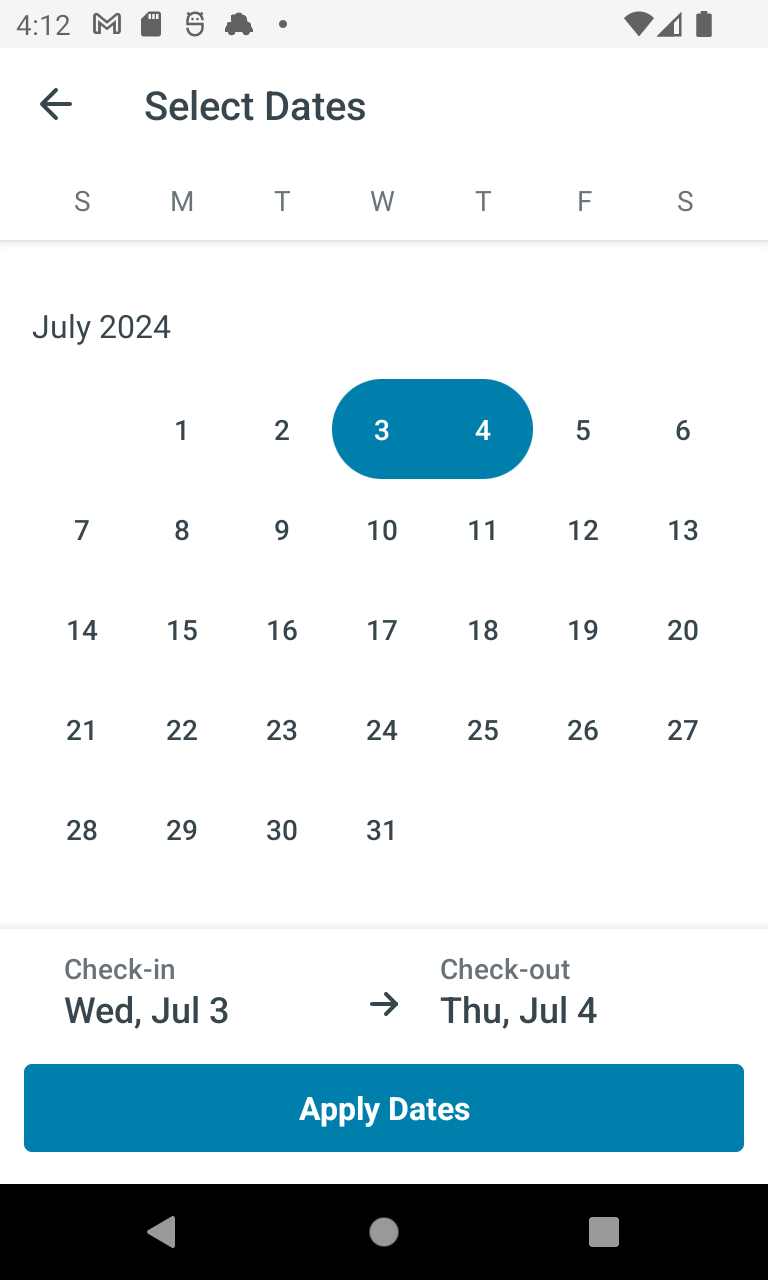 4:12
Select Dates
S M T W T F S
July 2024
1 2 3 4 5 6
7 8 9 10 11 12 13
14 15 16 17 18 19 20
21 22 23 24 25 26 27
28 29 30 31
Check-in Check-out
Wed, Jul 3 Thu, Jul 4
Apply Dates